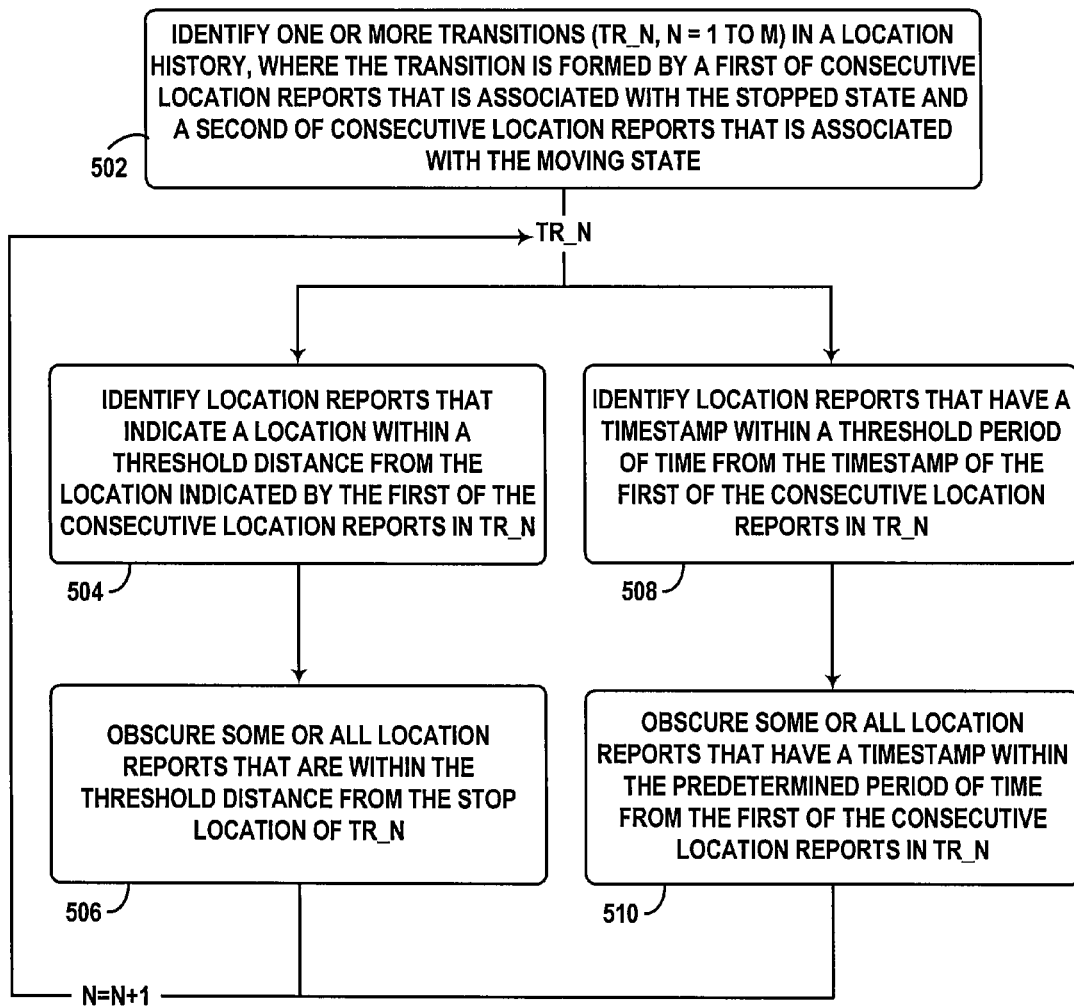 IDENTIFY ONE OR MORE TRANSITIONS (TR_N, N = 1 TO M) IN A LOCATION
HISTORY, WHERE THE TRANSITION IS FORMED BY A FIRST OF CONSECUTIVE
LOCATION REPORTS THAT IS ASSOCIATED WITH THE STOPPED STATE AND
A SECOND OF CONSECUTIVE LOCATION REPORTS THAT IS ASSOCIATED
WITH THE MOVING STATE
502
TR_N
IDENTIFY LOCATION REPORTS THAT
INDICATE A LOCATION WITHIN A
THRESHOLD DISTANCE FROM THE
LOCATION INDICATED BY THE FIRST OF THE
CONSECUTIVE LOCATION REPORTS IN TR_N
504
IDENTIFY LOCATION REPORTS THAT HAVE A
TIMESTAMP WITHIN A THRESHOLD PERIOD
OF TIME FROM THE TIMESTAMP OF THE
FIRST OF THE CONSECUTIVE LOCATION
REPORTS IN TR_N
508
OBSCURE SOME OR ALL LOCATION
REPORTS THAT ARE WITHIN THE
THRESHOLD DISTANCE FROM THE STOP
LOCATION OF TR_N
506
OBSCURE SOME OR ALL LOCATION
REPORTS THAT HAVE A TIMESTAMP WITHIN
THE PREDETERMINED PERIOD OF TIME
FROM THE FIRST OF THE CONSECUTIVE
LOCATION REPORTS IN TR_N
510
N=N+1